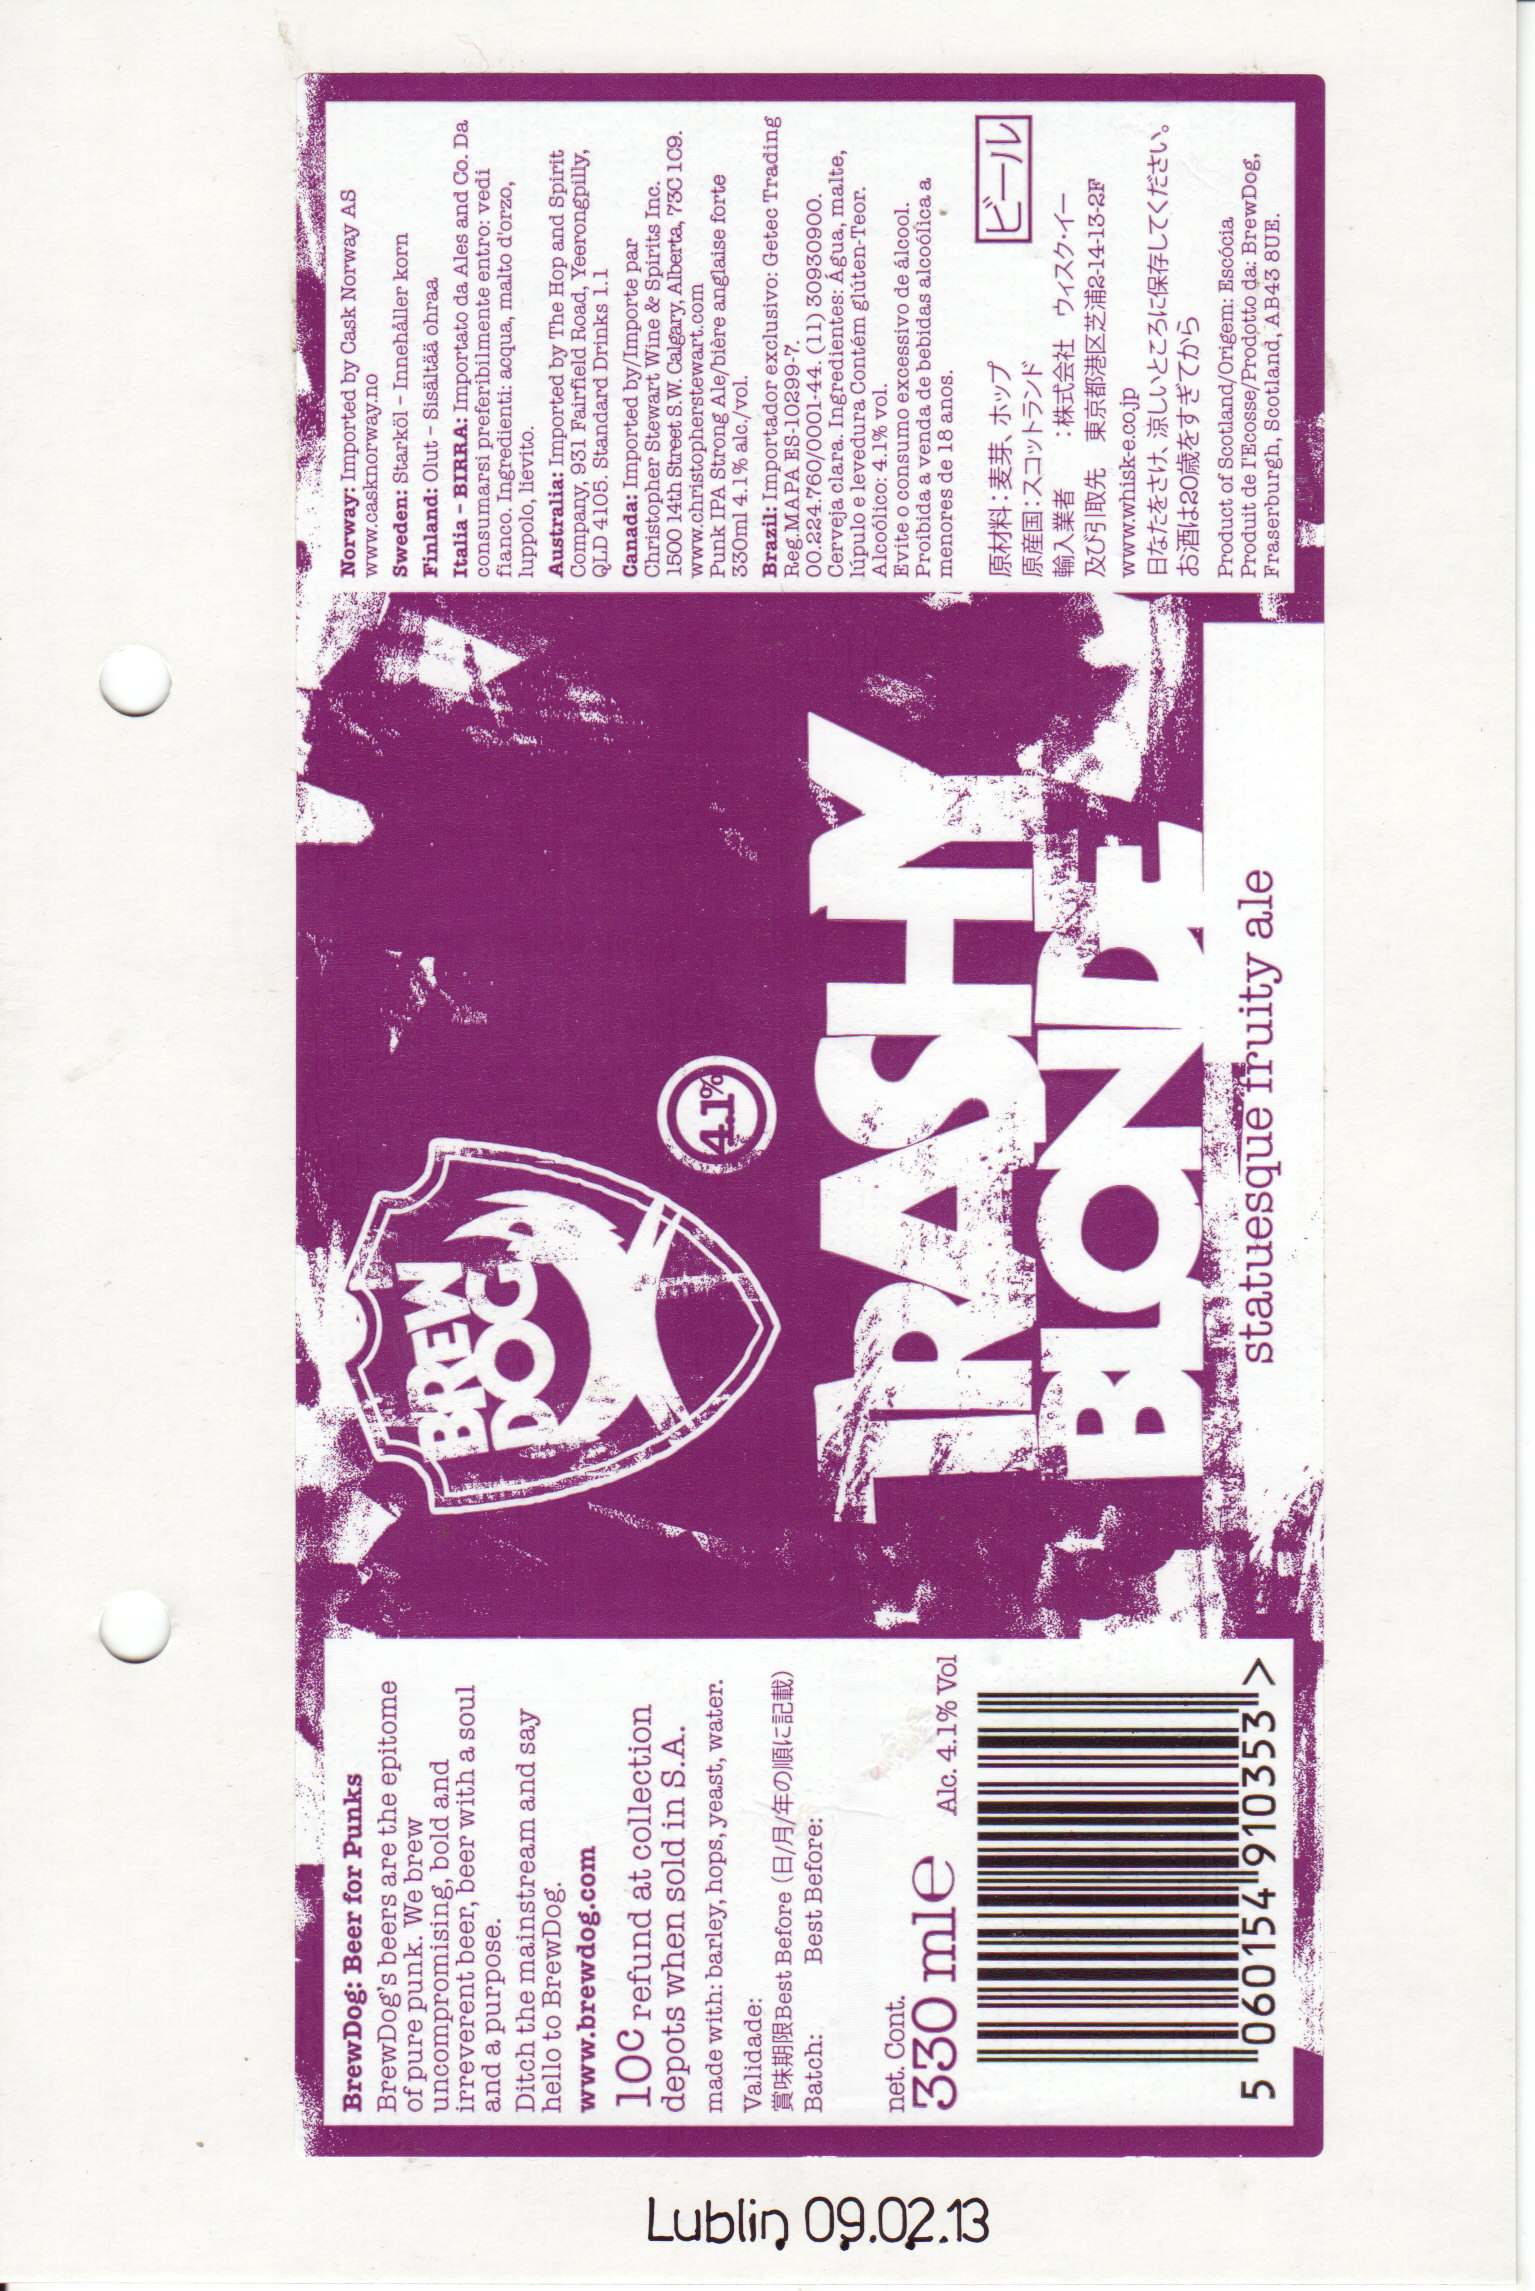 BrewDog: Beer for Punks
BrewDog's beers are the epitome
of pure punk. We brew
uncompromising, bold and
irreverent beer, beer with a soul
and a purpose.
Ditch the mainstream and say
hello to BrewDog.
www.brewdog.com
10c refund at collection
depots when sold in S.A.
made with: barley, hops, yeast, water.
Validade:
賞味期限Best Before (日/月/年の順に記載)
Batch: Best Before:
net. Cont.
330 ml e Alc. 4.1% Vol
5 060154 910353 >
BREW
DOG
4.1%
TRASHY
BLONDE
statuesque fruity ale
Norway: Imported by Cask Norway AS
www.casknorway.no
Sweden: Starköl - Innehåller korn
Finland: Olut - Sisältää ohraa
Italia - BIRRA: Importato da Ales and Co. Da
consumarsi preferibilmente entro: vedi
fianco. Ingredienti: acqua, malto d'orzo,
luppolo, lievito.
Australia: Imported by The Hop and Spirit
Company, 931 Fairfield Road, Yeerongpilly,
QLD 4105. Standard Drinks 1.1
Canada: Imported by/Importe par
Christopher Stewart Wine & Spirits Inc.
1500 14th Street S.W. Calgary, Alberta, T3C 1C9.
www.christopherstewart.com
Punk IPA Strong Ale/bière anglaise forte
330ml 4.1% alc./vol.
Brazil: Importador exclusivo: Getec Trading
Reg.MAPA ES-10299-7.
00.224.760/0001-44. (11) 30930900.
Cerveja clara. Ingredientes: Água, malte,
lúpulo e levedura Contém glúten-Teor.
Alcoólico: 4.1% vol.
Evite o consumo excessivo de álcool.
Proibida a venda de bebidas alcoólica a
menores de 18 anos.
ビール
原材料：麦芽、ホップ
原産国：スコットランド
輸入業者 ：株式会社 ウィスク・イー
及び引取先 東京都港区芝浦2-14-13-2F
www.whisk-e.co.jp
日なたをさけ、涼しいところに保存してください。
お酒は20歳をすぎてから
Product of Scotland/Origem: Escócia
Produit de l'Ecosse/Prodotto da: BrewDog,
Fraserburgh, Scotland, AB43 8UE.
Lublin 09.02.13